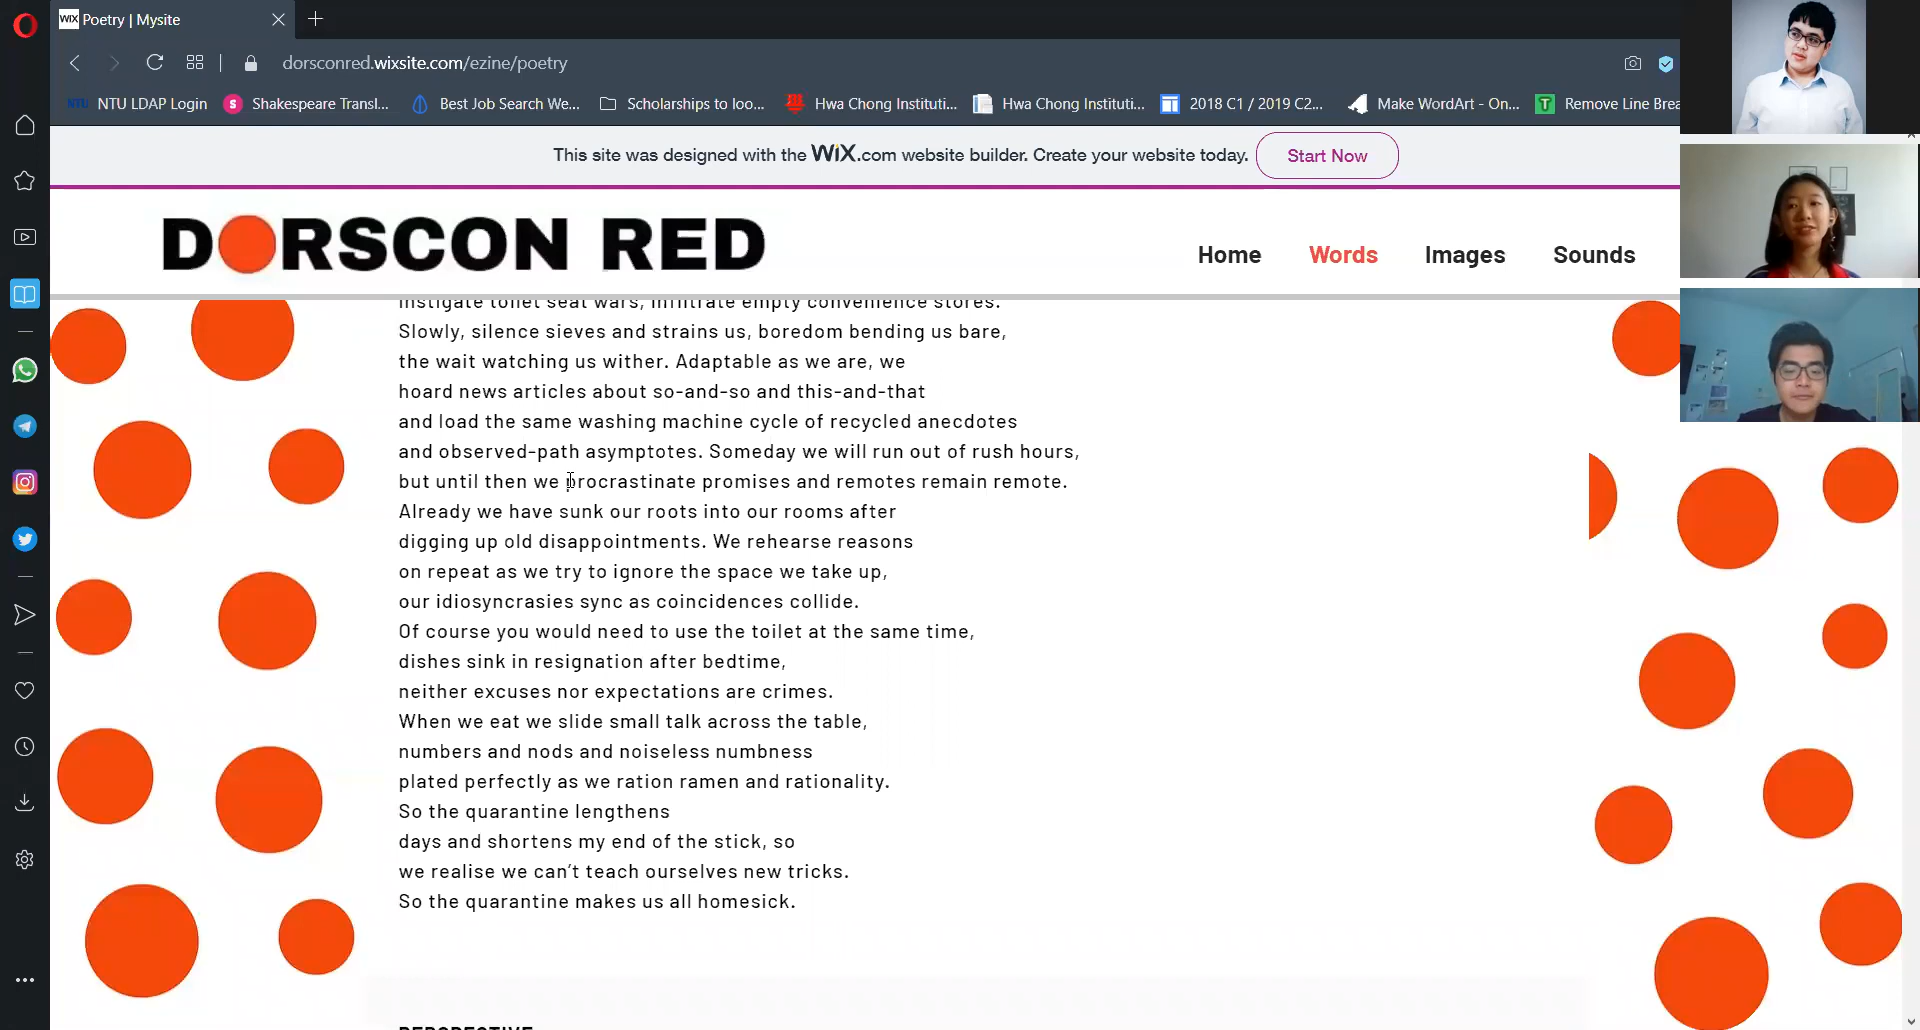 WiX Poetry | Mysite
dorsconred.wixsite.com/ezine/poetry
NTU NTU LDAP Login
S Shakespeare Transl...
Best Job Search We...
Scholarships to loo...
Hwa Chong Instituti...
Hwa Chong Instituti...
2018 C1 / 2019 C2...
Make WordArt - On...
T Remove Line Brea
This site was designed with the WiX.com website builder. Create your website today.
Start Now
DORSCON RED
Home
Words
Images
Sounds
instigate toilet seat wars, infiltrate empty convenience stores.
Slowly, silence sieves and strains us, boredom bending us bare,
the wait watching us wither. Adaptable as we are, we
hoard news articles about so-and-so and this-and-that
and load the same washing machine cycle of recycled anecdotes
and observed-path asymptotes. Someday we will run out of rush hours,
but until then we procrastinate promises and remotes remain remote.
Already we have sunk our roots into our rooms after
digging up old disappointments. We rehearse reasons
on repeat as we try to ignore the space we take up,
our idiosyncrasies sync as coincidences collide.
Of course you would need to use the toilet at the same time,
dishes sink in resignation after bedtime,
neither excuses nor expectations are crimes.
When we eat we slide small talk across the table,
numbers and nods and noiseless numbness
plated perfectly as we ration ramen and rationality.
So the quarantine lengthens
days and shortens my end of the stick, so
we realise we can't teach ourselves new tricks.
So the quarantine makes us all homesick.
PERSPECTIVE